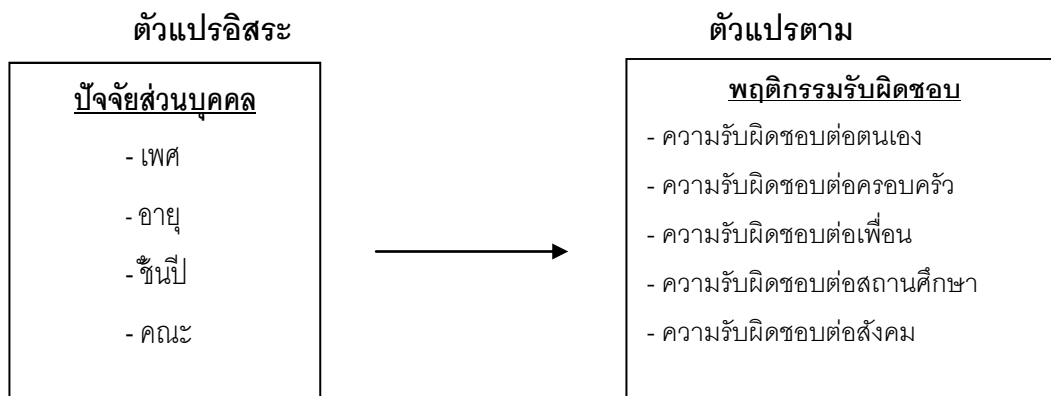 ตัวแปรอิสระ
ตัวแปรตาม
ปัจจัยส่วนบุคคล
- เพศ
- อายุ
- ชั้นปี
- คณะ
พฤติกรรมรับผิดชอบ
- ความรับผิดชอบต่อตนเอง
- ความรับผิดชอบต่อครอบครัว
- ความรับผิดชอบต่อเพื่อน
- ความรับผิดชอบต่อสถานศึกษา
- ความรับผิดชอบต่อสังคม